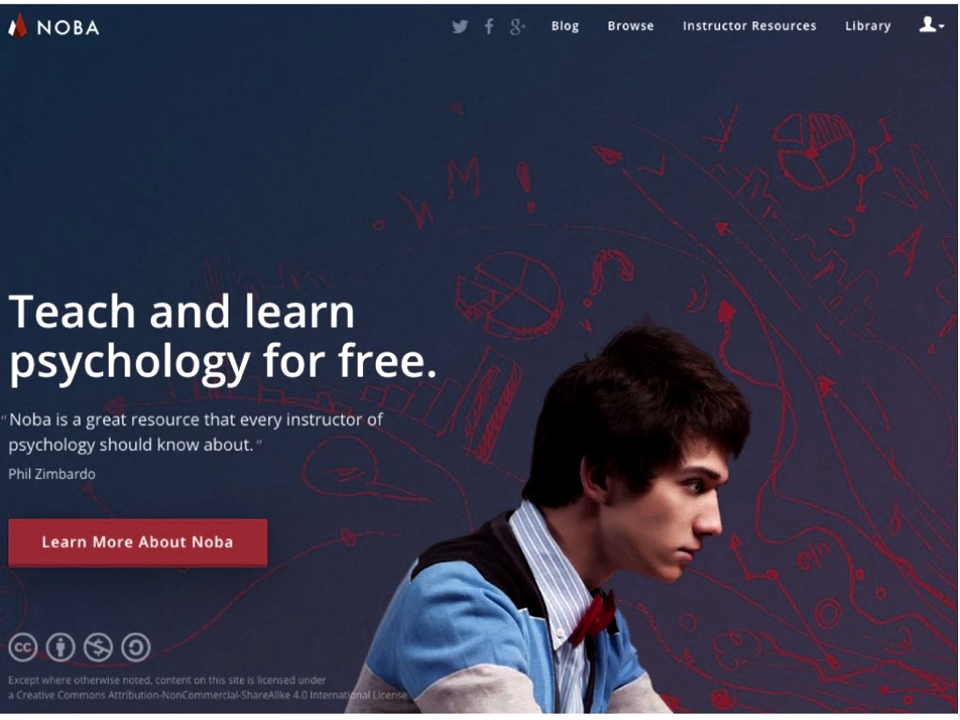 NOBA
Blog Browse Instructor Resources Library
Teach and learn
psychology for free.
“Noba is a great resource that every instructor of
psychology should know about.”
Phil Zimbardo
Learn More About Noba
Except where otherwise noted, content on this site is licensed under
a Creative Commons Attribution-NonCommercial-ShareAlike 4.0 International License.